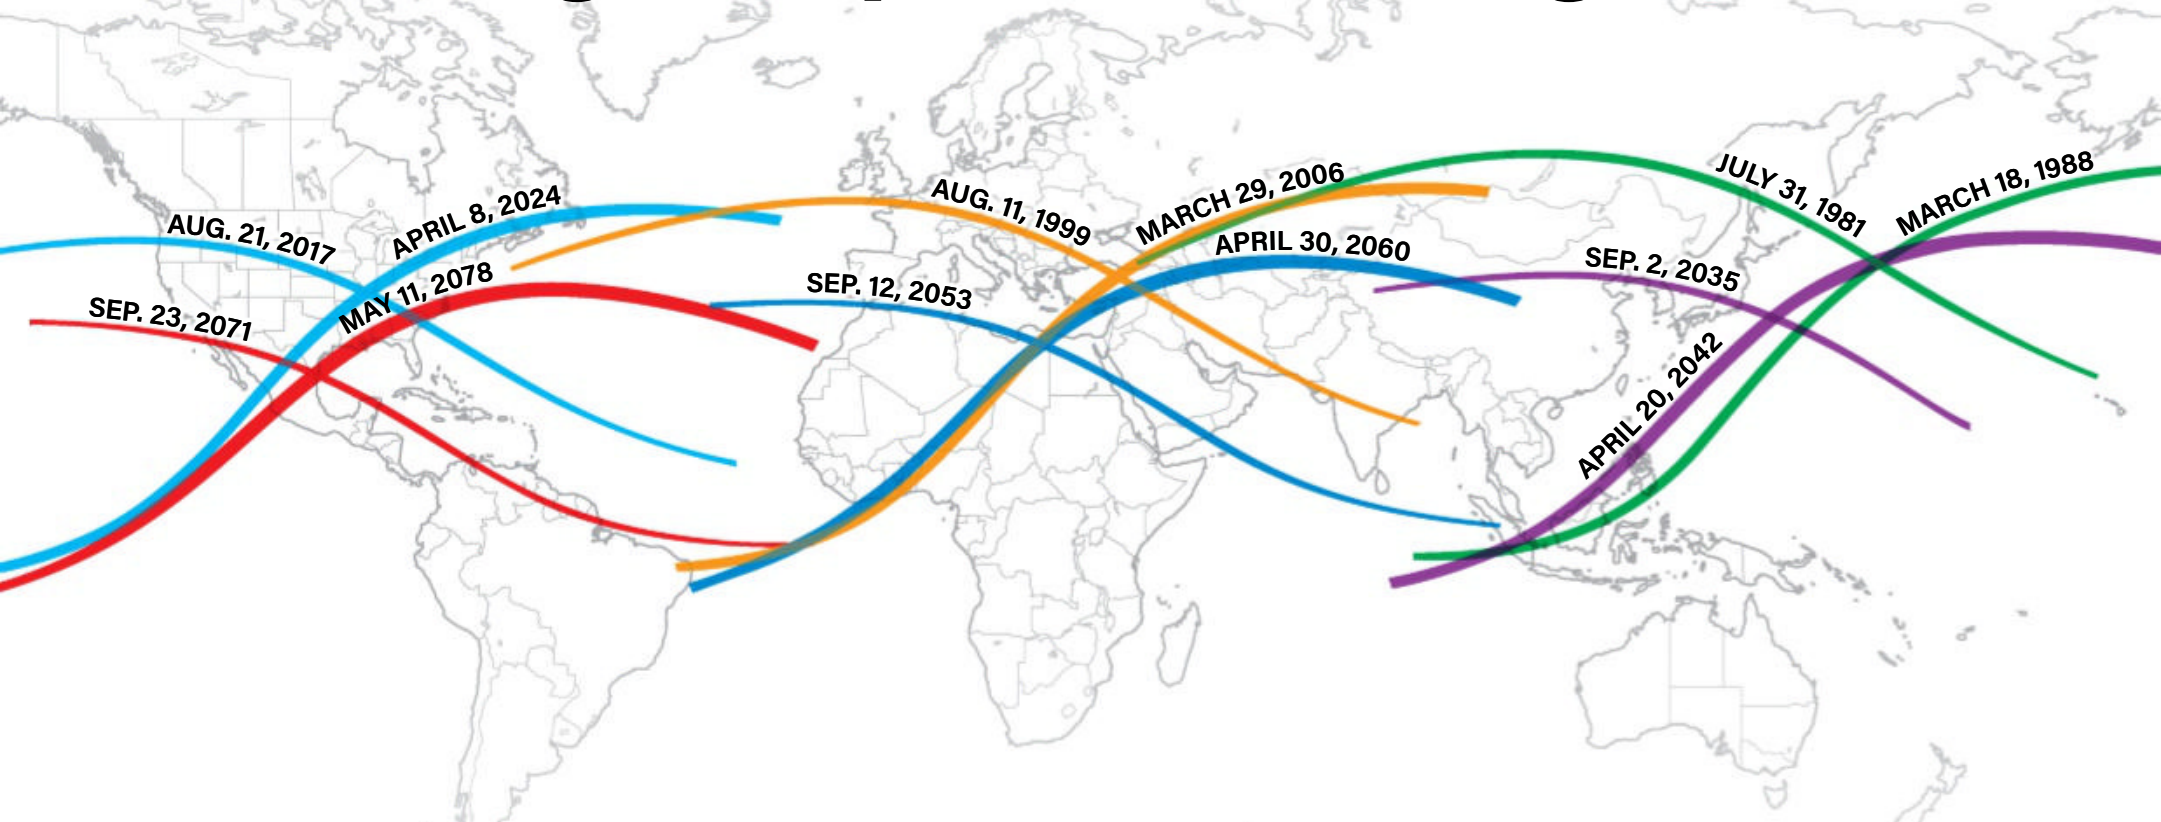 AUG. 21, 2017
APRIL 8, 2024
SEP. 23, 2071
MAY 11, 2078
AUG. 11, 1999
SEP. 12, 2053
MARCH 29, 2006
APRIL 30, 2060
JULY 31, 1981
MARCH 18, 1988
SEP. 2, 2035
APRIL 20, 2042